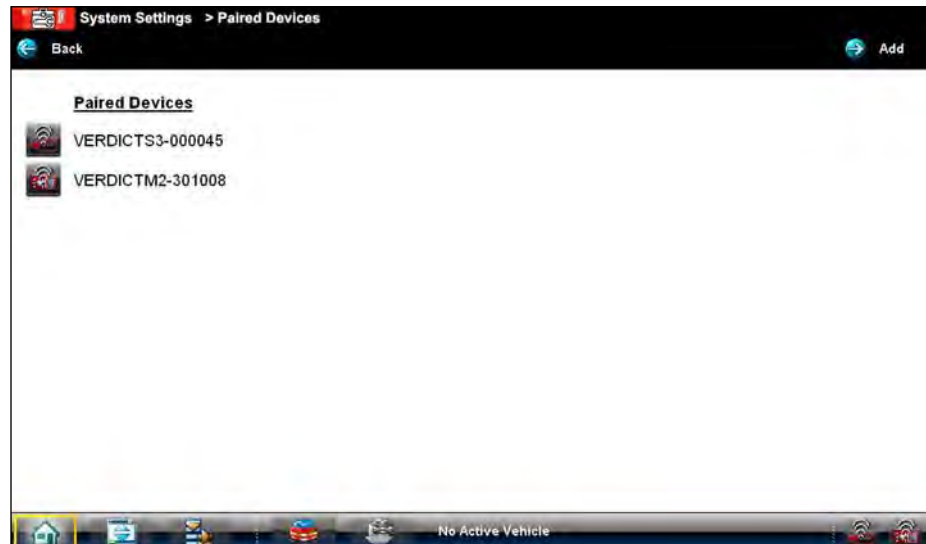 System Settings > Paired Devices
Back
Add
Paired Devices
VERDICTS3-000045
VERDICTM2-301008
No Active Vehicle